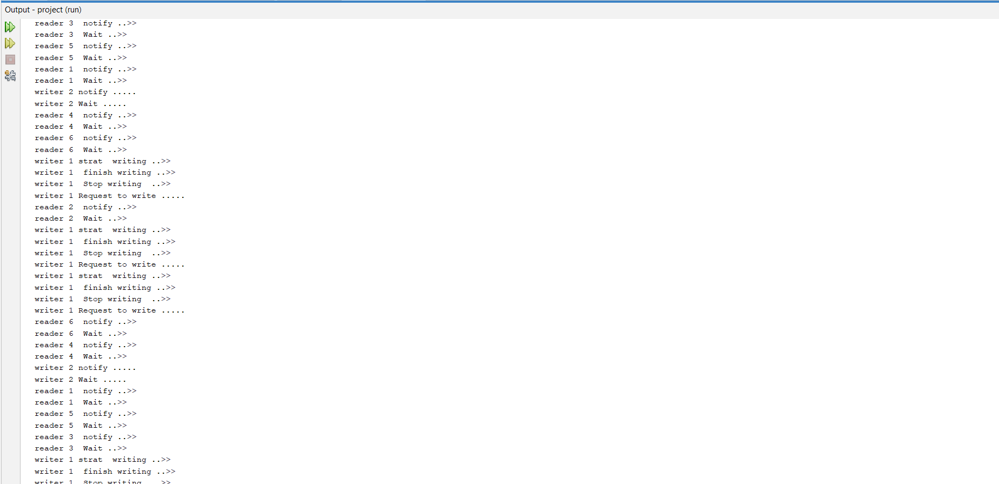 Output - project (run)
reader 3  notify ..>>
reader 3  Wait ..>>
reader 5  notify ..>>
reader 5  Wait ..>>
reader 1  notify ..>>
reader 1  Wait ..>>
writer 2 notify .....
writer 2 Wait .....
reader 4  notify ..>>
reader 4  Wait ..>>
reader 6  notify ..>>
reader 6  Wait ..>>
writer 1 strat  writing ..>>
writer 1  finish writing ..>>
writer 1  Stop writing  ..>>
writer 1 Request to write .....
reader 2  notify ..>>
reader 2  Wait ..>>
writer 1 strat  writing ..>>
writer 1  finish writing ..>>
writer 1  Stop writing  ..>>
writer 1 Request to write .....
writer 1 strat  writing ..>>
writer 1  finish writing ..>>
writer 1  Stop writing  ..>>
writer 1 Request to write .....
reader 6  notify ..>>
reader 6  Wait ..>>
reader 4  notify ..>>
reader 4  Wait ..>>
writer 2 notify .....
writer 2 Wait .....
reader 1  notify ..>>
reader 1  Wait ..>>
reader 5  notify ..>>
reader 5  Wait ..>>
reader 3  notify ..>>
reader 3  Wait ..>>
writer 1 strat  writing ..>>
writer 1  finish writing ..>>
writer 1  Stop writing  ..>>